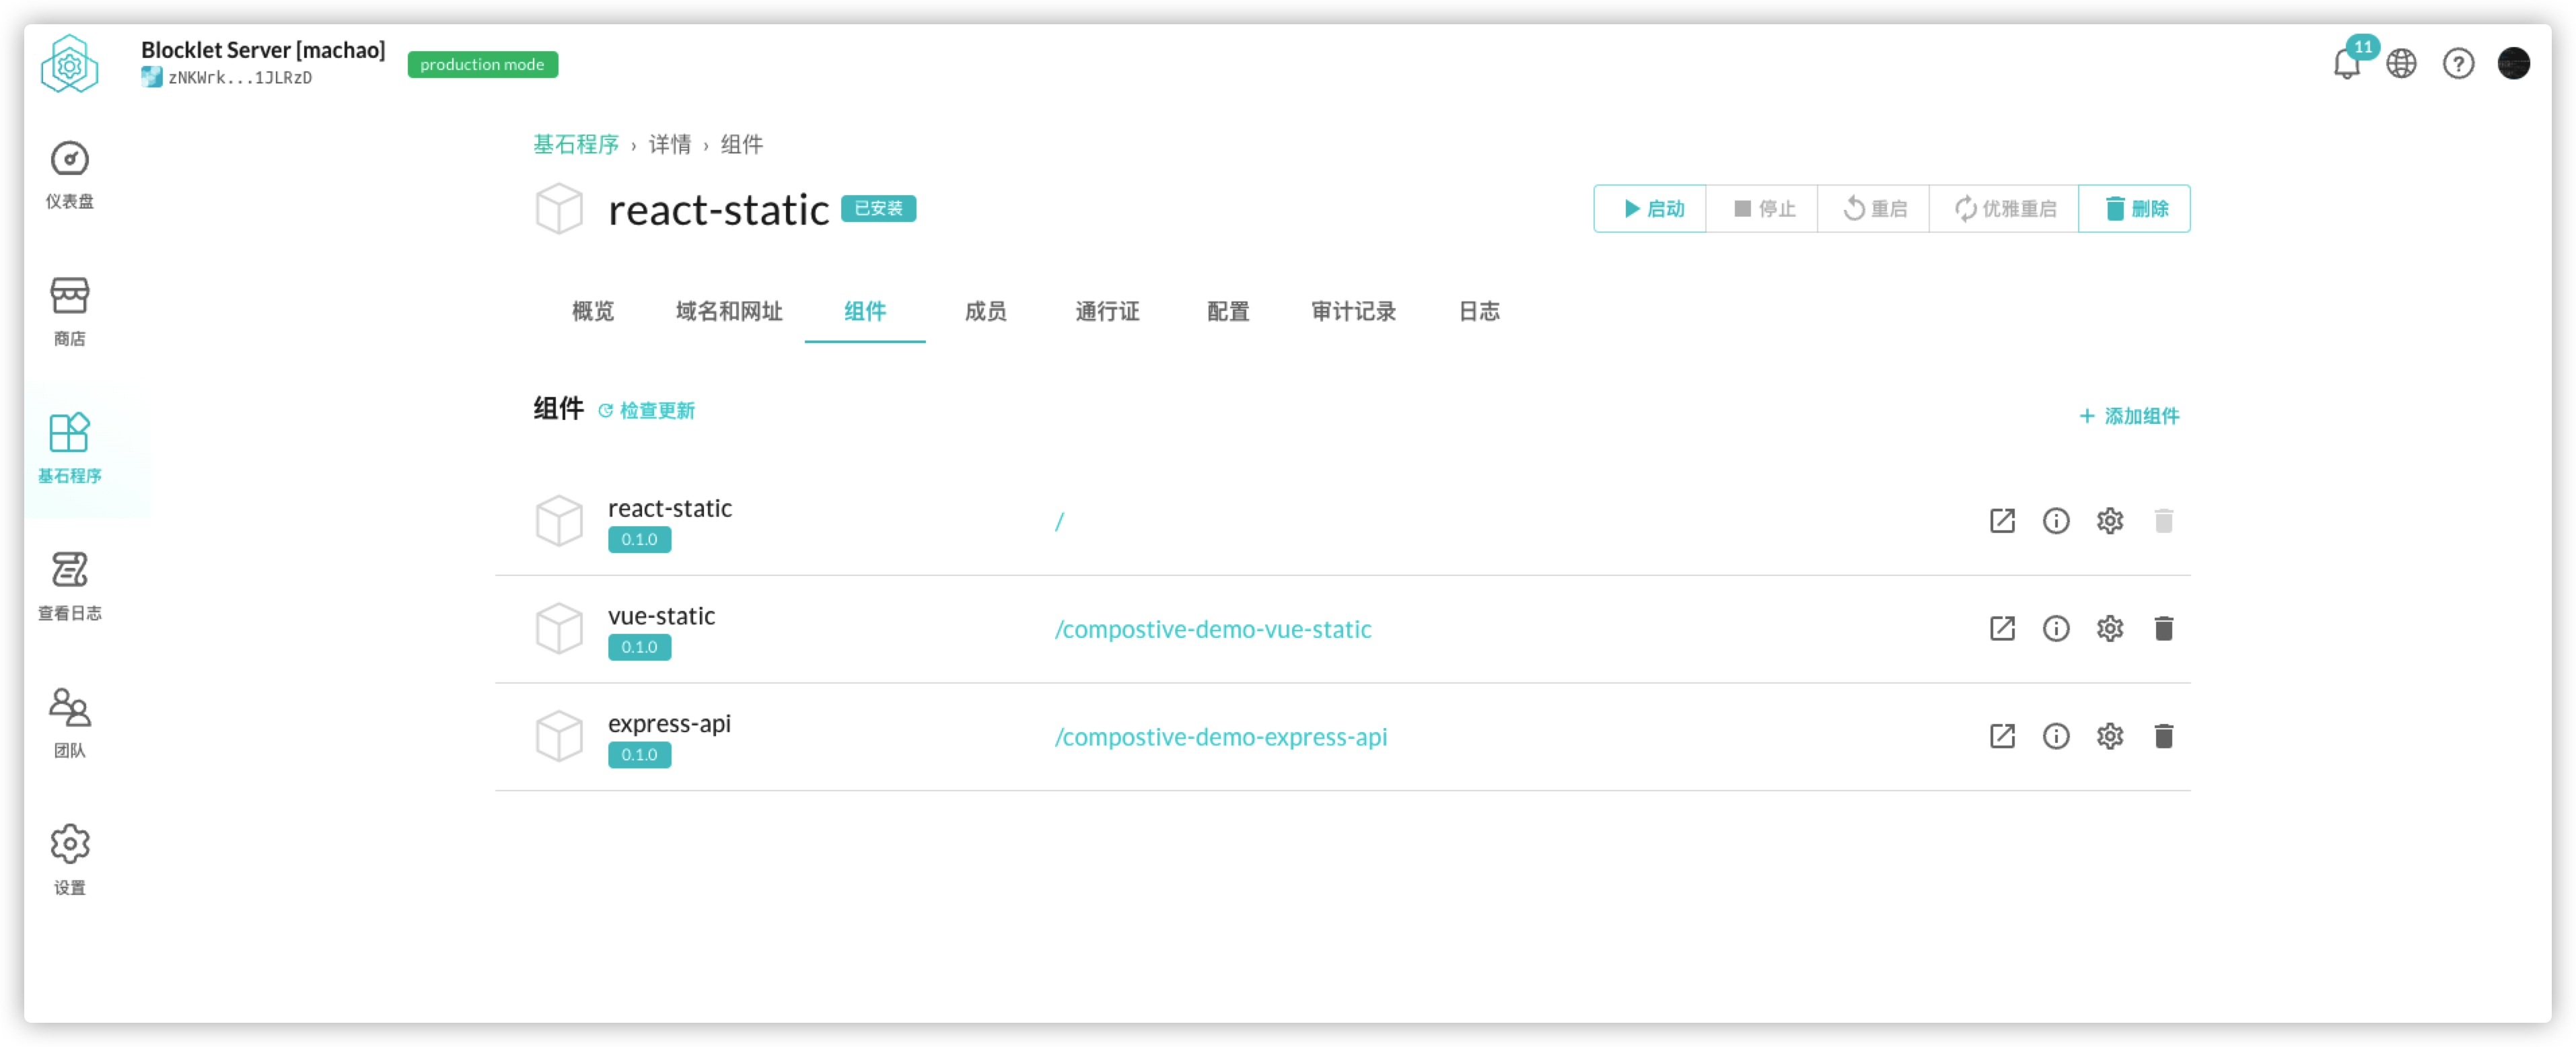 Blocklet Server [machao]
production mode
zNKWrk...1JLRzD
11
仪表盘
商店
基石程序
查看日志
团队
设置
基石程序 › 详情 › 组件
react-static 已安装
启动 停止 重启 优雅重启 删除
概览 域名和网址 组件 成员 通行证 配置 审计记录 日志
组件 检查更新
+ 添加组件
react-static
0.1.0
/
vue-static
0.1.0
/compostive-demo-vue-static
express-api
0.1.0
/compostive-demo-express-api